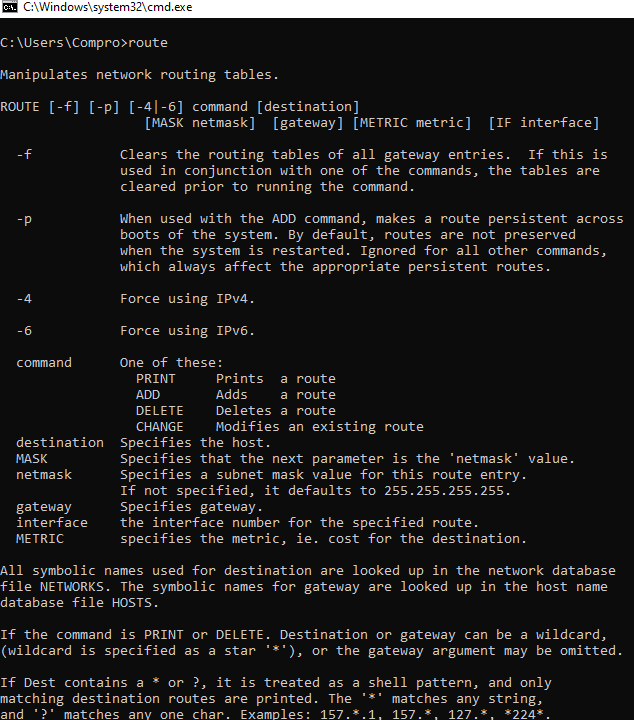 C:\Windows\system32\cmd.exe
C:\Users\Compro>route
Manipulates network routing tables.
ROUTE [-f] [-p] [-4|-6] command [destination]
[MASK netmask]  [gateway] [METRIC metric]  [IF interface]
-f           Clears the routing tables of all gateway entries.  If this is
used in conjunction with one of the commands, the tables are
cleared prior to running the command.
-p           When used with the ADD command, makes a route persistent across
boots of the system. By default, routes are not preserved
when the system is restarted. Ignored for all other commands,
which always affect the appropriate persistent routes.
-4           Force using IPv4.
-6           Force using IPv6.
command      One of these:
PRINT     Prints  a route
ADD       Adds    a route
DELETE    Deletes a route
CHANGE    Modifies an existing route
destination  Specifies the host.
MASK         Specifies that the next parameter is the 'netmask' value.
netmask      Specifies a subnet mask value for this route entry.
If not specified, it defaults to 255.255.255.255.
gateway      Specifies gateway.
interface    the interface number for the specified route.
METRIC       specifies the metric, ie. cost for the destination.
All symbolic names used for destination are looked up in the network database
file NETWORKS. The symbolic names for gateway are looked up in the host name
database file HOSTS.
If the command is PRINT or DELETE. Destination or gateway can be a wildcard,
(wildcard is specified as a star '*'), or the gateway argument may be omitted.
If Dest contains a * or ?, it is treated as a shell pattern, and only
matching destination routes are printed. The '*' matches any string,
and '?' matches any one char. Examples: 157.*.1, 157.*, 127.*, *224*.